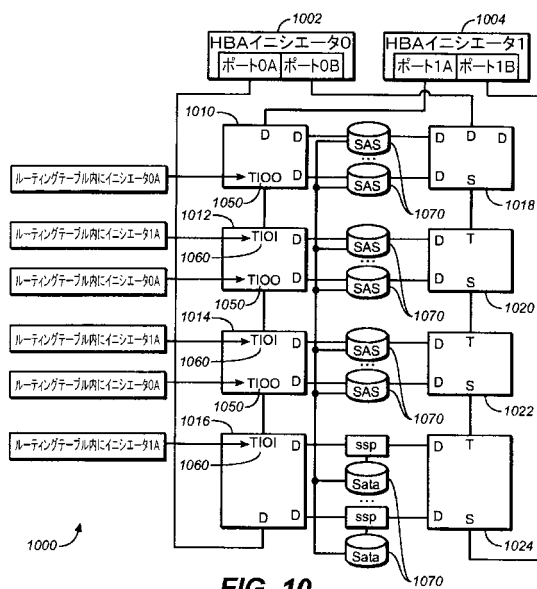 1002
1004
HBAイニシエータ0
ポート0A ポート0B
HBAイニシエータ1
ポート1A ポート1B
1010
D D D D D D
SAS
...
SAS
ルーティングテーブル内にイニシエータ0A
TIOO D D S
1050
1070
1018
1012
ルーティングテーブル内にイニシエータ1A
TIOI D D T
1060
SAS
...
SAS
ルーティングテーブル内にイニシエータ0A
TIOO D D S
1050
1070
1020
1014
ルーティングテーブル内にイニシエータ1A
TIOI D D T
1060
SAS
...
SAS
ルーティングテーブル内にイニシエータ0A
TIOO D D S
1050
1070
1022
1016
ルーティングテーブル内にイニシエータ1A
TIOI D ssp D T
1060
Sata
...
D ssp D S
D
Sata
1000
1070
1024
FIG. 10